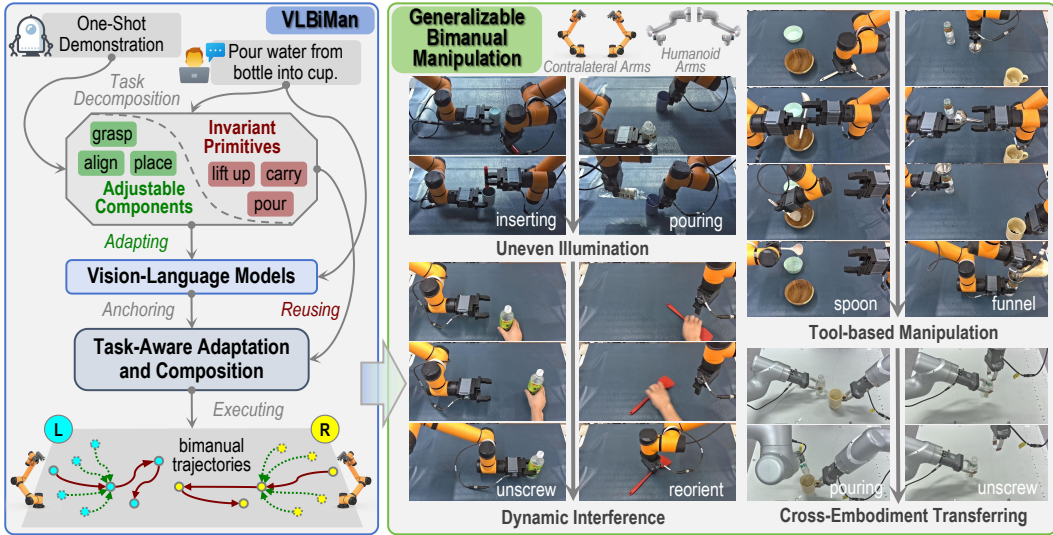 VLBiMan
One-Shot
Demonstration
Pour water from
bottle into cup.
Task
Decomposition
grasp
align
place
Adjustable
Components
Invariant
Primitives
lift up
carry
pour
Adapting
Vision-Language Models
Anchoring
Reusing
Task-Aware Adaptation
and Composition
Executing
L
R
bimanual
trajectories
Generalizable
Bimanual
Manipulation
Contralateral Arms
Humanoid
Arms
inserting
pouring
Uneven Illumination
unscrew
reorient
Dynamic Interference
spoon
funnel
Tool-based Manipulation
pouring
unscrew
Cross-Embodiment Transferring